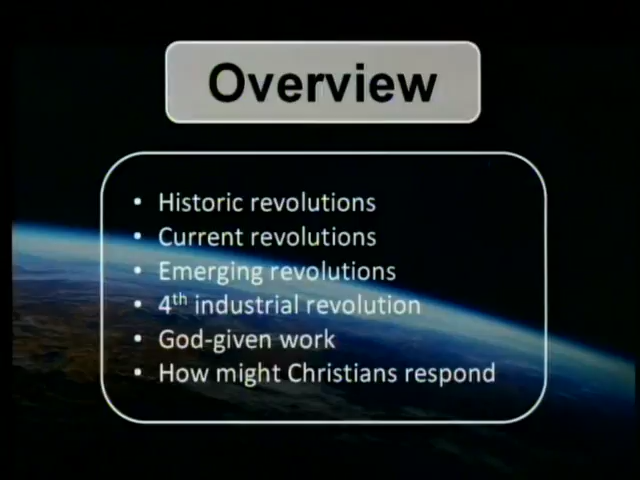 Overview
• Historic revolutions
• Current revolutions
• Emerging revolutions
• 4th industrial revolution
• God-given work
• How might Christians respond